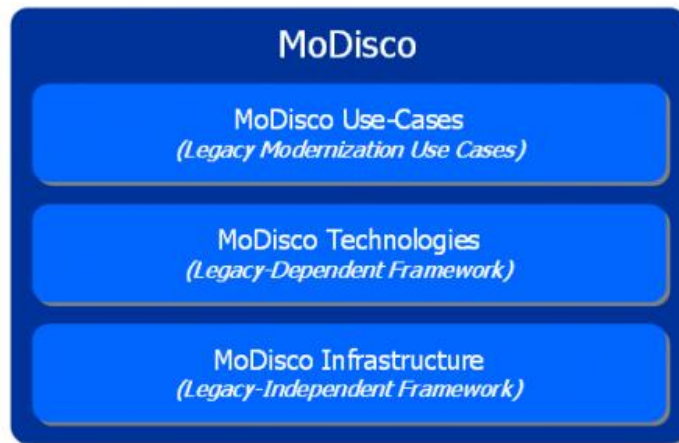 MoDisco
MoDisco Use-Cases
(Legacy Modernization Use Cases)
MoDisco Technologies
(Legacy-Dependent Framework)
MoDisco Infrastructure
(Legacy-Independent Framework)